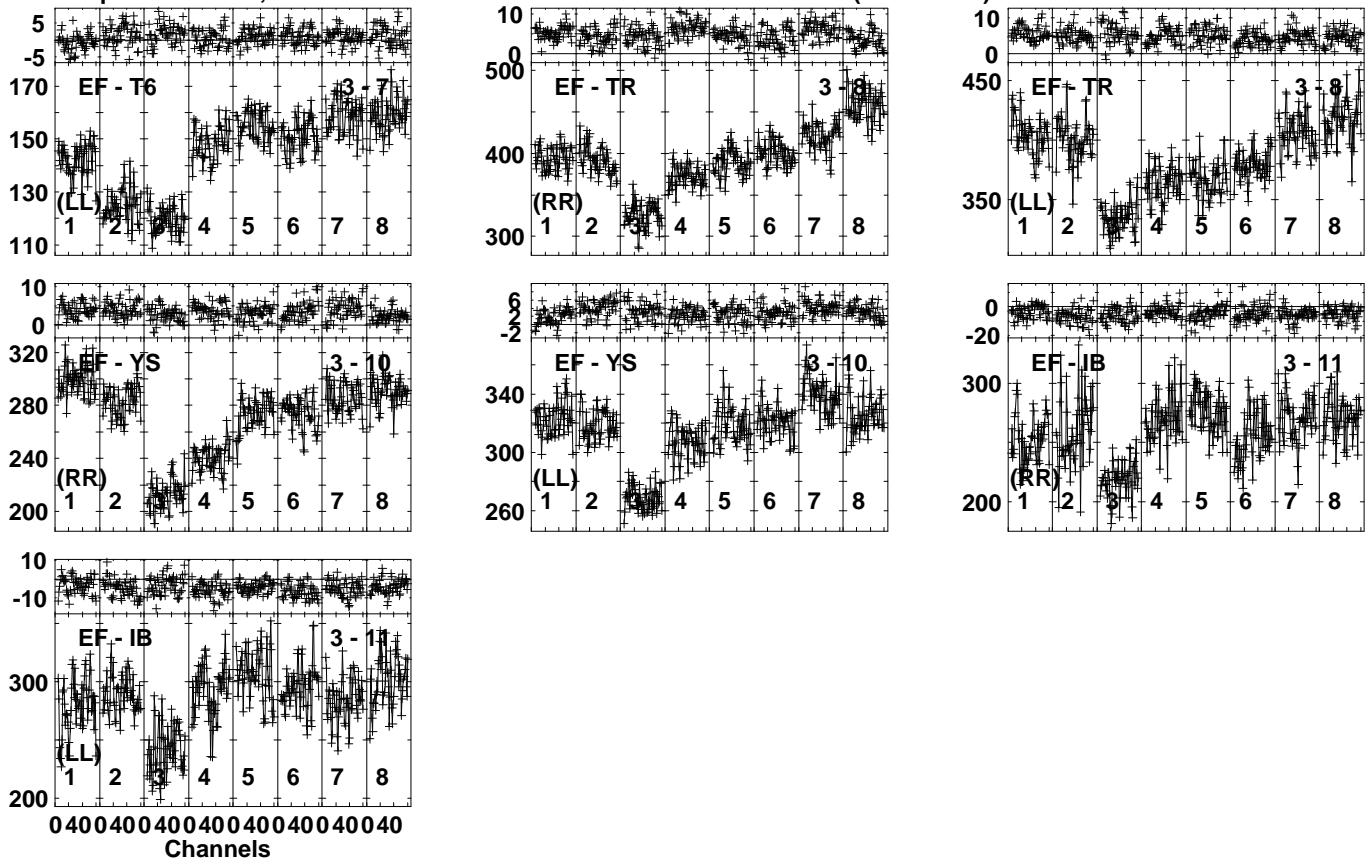 5
-5
170
150
130
110
EF - T6 3 - 7
(LL)
1 2 3 4 5 6 7 8
10
0
500
400
300
EF - TR 3 - 8
(RR)
1 2 3 4 5 6 7 8
10
0
450
350
EF - TR 3 - 8
(LL)
1 2 3 4 5 6 7 8
10
0
320
280
240
200
EF - YS 3 - 10
(RR)
1 2 3 4 5 6 7 8
6
2
-2
340
300
260
EF - YS 3 - 10
(LL)
1 2 3 4 5 6 7 8
0
-20
300
200
EF - IB 3 - 11
(RR)
1 2 3 4 5 6 7 8
10
-10
300
200
EF - IB 3 - 11
(LL)
1 2 3 4 5 6 7 8
0 40 0 40 0 40 0 40 0 40 0 40 0 40 0 40
Channels